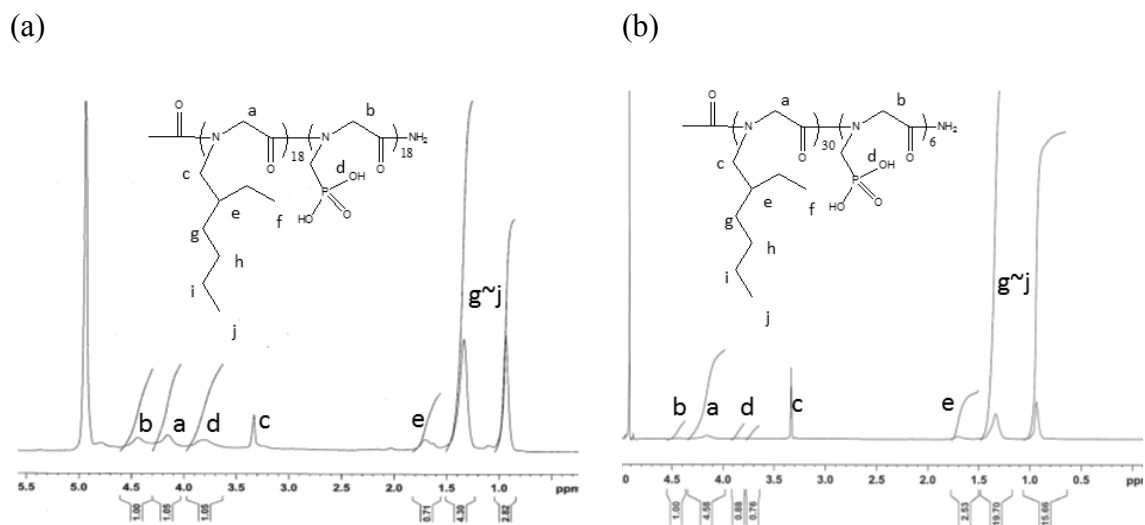 (a)
O
a
b
N
O
18
N
O
18
NH₂
c
d
OH
P
O
HO
e
f
g
h
i
j
g~j
b
a
d
c
e
5.5 5.0 4.5 4.0 3.5 3.0 2.5 2.0 1.5 1.0 ppm
1.00 1.05 1.05 0.71 4.30 2.82
(b)
O
a
b
N
O
30
N
O
6
NH₂
c
d
OH
P
O
HO
e
f
g
h
i
j
g~j
b
a
d
c
e
0 4.5 4.0 3.5 3.0 2.5 2.0 1.5 1.0 0.5 ppm
1.00 4.58 0.88 0.76 2.53 19.70 15.66